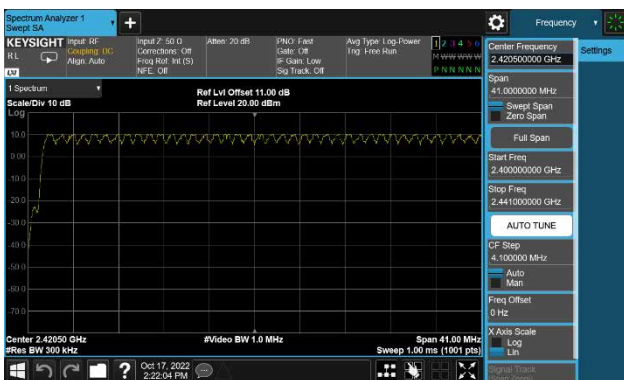 Spectrum Analyzer 1
Swept SA
+
Frequency
KEYSIGHT
RL
LXI
Input: RF
Coupling: DC
Align: Auto
Input Z: 50 Ω
Corrections: Off
Freq Ref: Int (S)
NFE: Off
Atten: 20 dB
PNO: Fast
Gate: Off
IF Gain: Low
Sig Track: Off
Avg Type: Log-Power
Trig: Free Run
1 2 3 4 5 6
M W W W W W
P N N N N N
Center Frequency
2.420500000 GHz
Settings
Span
41.0000000 MHz
Swept Span
Zero Span
Full Span
Start Freq
2.400000000 GHz
Stop Freq
2.441000000 GHz
AUTO TUNE
CF Step
4.100000 MHz
Auto
Man
Freq Offset
0 Hz
X Axis Scale
Log
Lin
Signal Track
1 Spectrum
Scale/Div 10 dB
Ref Lvl Offset 11.00 dB
Ref Level 20.00 dBm
Log
10.0
0.00
-10.0
-20.0
-30.0
-40.0
-50.0
-60.0
-70.0
Center 2.42050 GHz
#Res BW 300 kHz
#Video BW 1.0 MHz
Span 41.00 MHz
Sweep 1.00 ms (1001 pts)
?
Oct 17, 2022
2:22:04 PM